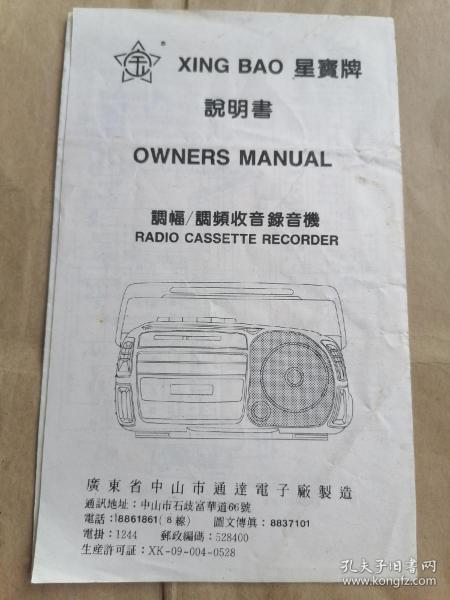 XING BAO 星寶牌
說明書
OWNERS MANUAL
調幅/調頻收音錄音機
RADIO CASSETTE RECORDER
廣東省中山市通達電子廠製造
通訊地址：中山市石歧富華道66號
電話：8861861(8線) 圖文傳真：8837101
電掛：1244 郵政編碼：528400
生産許可証：XK-09-004-0528
孔夫子旧书网
www.kongfz.com